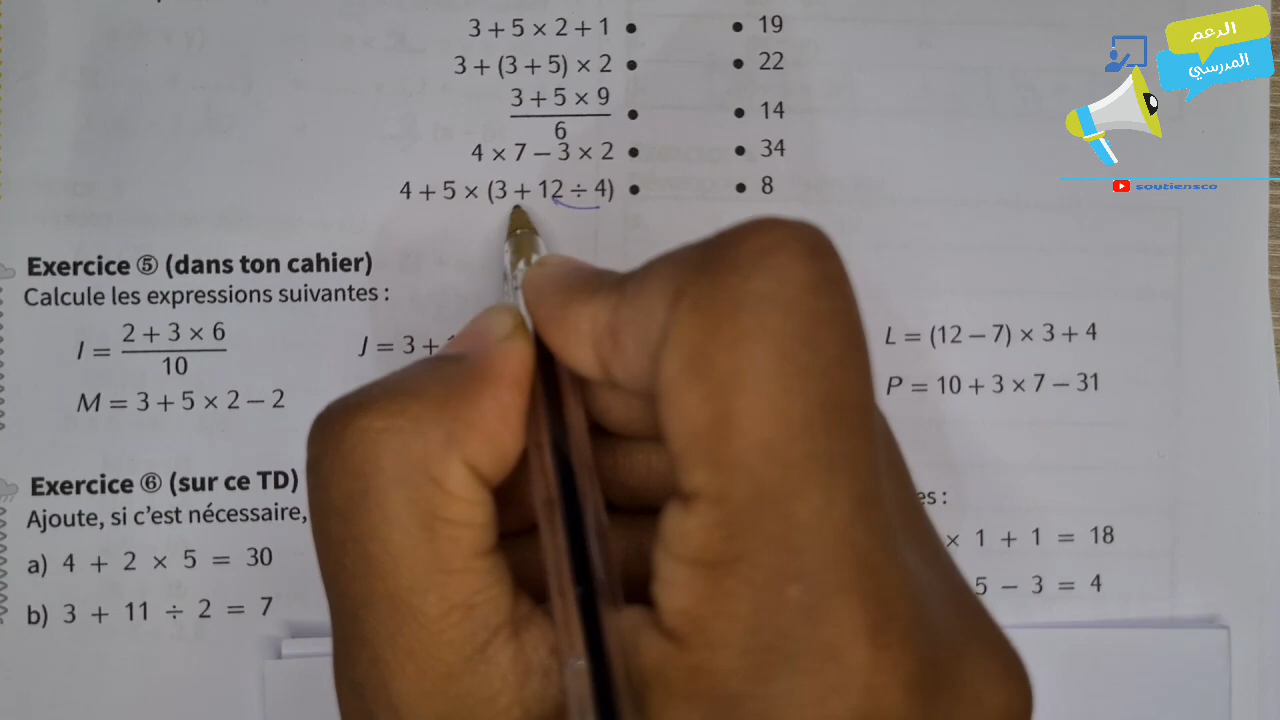 3 + 5 × 2 + 1 • • 19
3 + (3 + 5) × 2 • • 22
3 + 5 × 9
6
• • 14
4 × 7 − 3 × 2 • • 34
4 + 5 × (3 + 12 ÷ 4) • • 8
Exercice ⑤ (dans ton cahier)
Calcule les expressions suivantes :
I = (2 + 3 × 6)/10 J = 3 + L = (12 − 7) × 3 + 4
M = 3 + 5 × 2 − 2 P = 10 + 3 × 7 − 31
Exercice ⑥ (sur ce TD)
Ajoute, si c'est nécessaire,
a) 4 + 2 × 5 = 30 × 1 + 1 = 18
b) 3 + 11 ÷ 2 = 7 5 − 3 = 4
الدعم
المدرسي
soutiensco